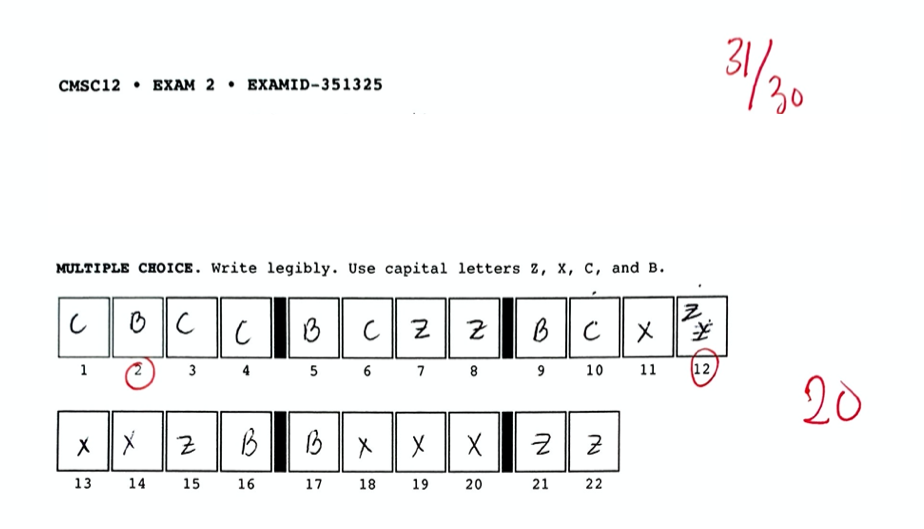 31/30
CMSC12 • EXAM 2 • EXAMID-351325
MULTIPLE CHOICE. Write legibly. Use capital letters Z, X, C, and B.
C B C C B C Z Z B C X Z
1 2 3 4 5 6 7 8 9 10 11 12
20
X X Z B B X X X Z Z
13 14 15 16 17 18 19 20 21 22